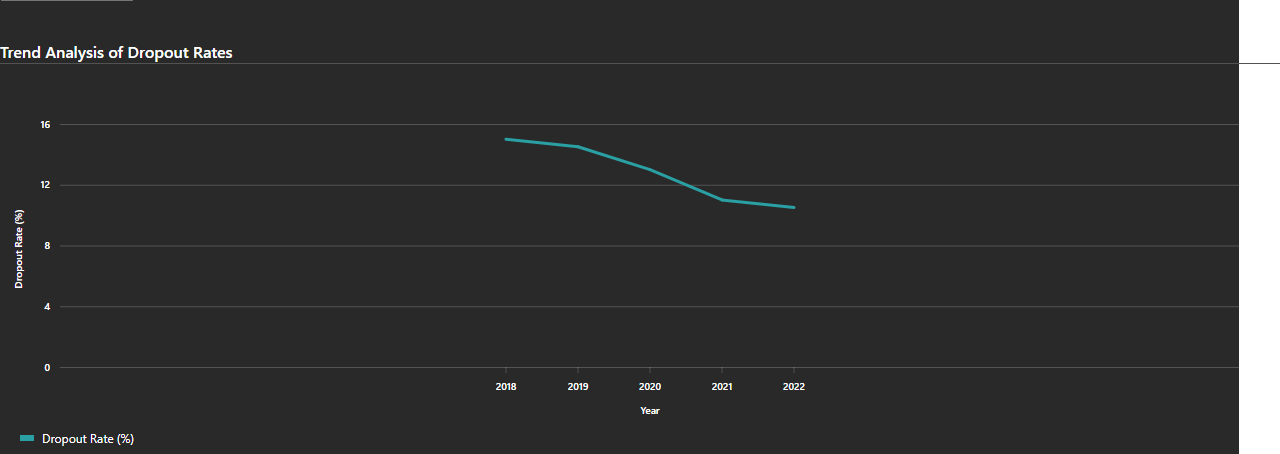 Trend Analysis of Dropout Rates
16
12
8
4
0
Dropout Rate (%)
2018 2019 2020 2021 2022
Year
Dropout Rate (%)